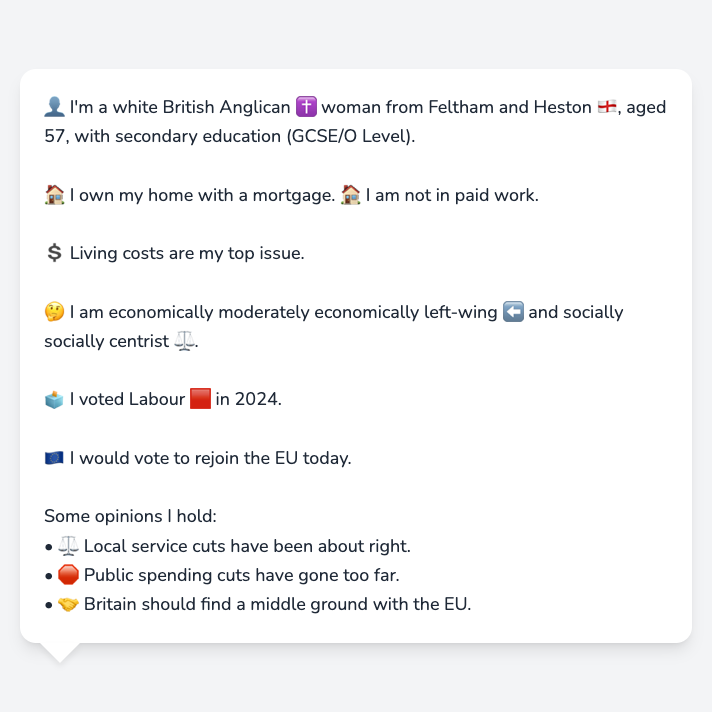 👤 I'm a white British Anglican ✝️ woman from Feltham and Heston 🏴󠁧󠁢󠁥󠁮󠁧󠁿, aged
57, with secondary education (GCSE/O Level).
🏠 I own my home with a mortgage. 🏠 I am not in paid work.
💲 Living costs are my top issue.
🤔 I am economically moderately economically left-wing ⬅️ and socially
socially centrist ⚖️.
🗳️ I voted Labour 🟥 in 2024.
🇪🇺 I would vote to rejoin the EU today.
Some opinions I hold:
• ⚖️ Local service cuts have been about right.
• 🛑 Public spending cuts have gone too far.
• 🤝 Britain should find a middle ground with the EU.